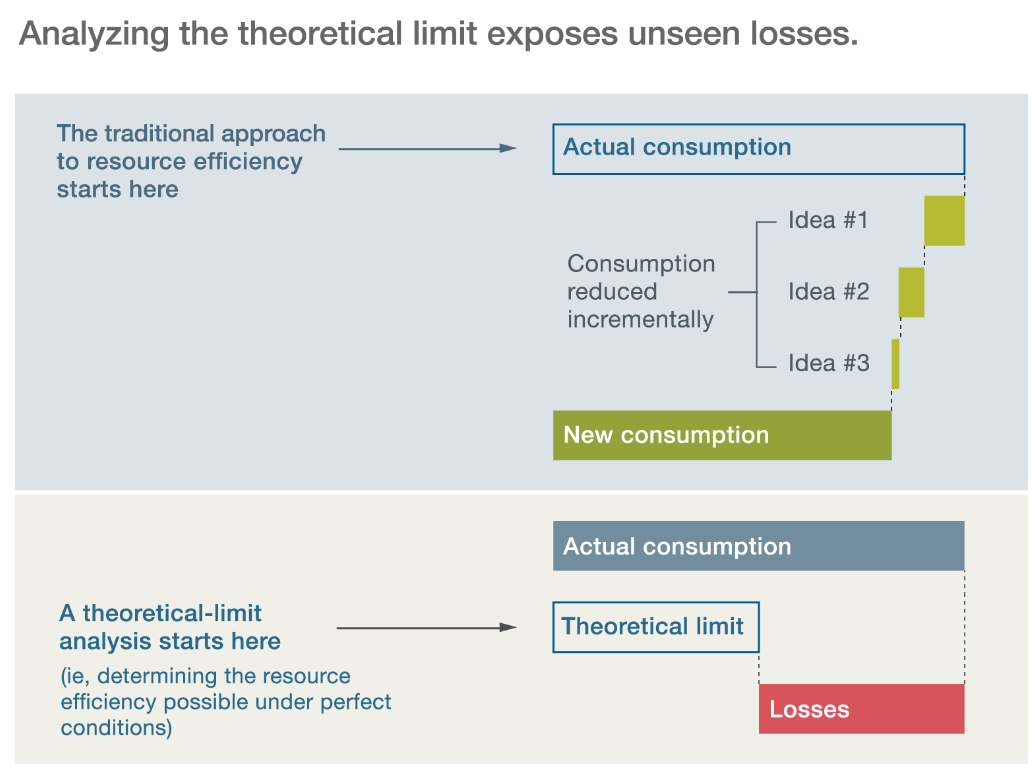 Analyzing the theoretical limit exposes unseen losses.
The traditional approach
to resource efficiency
starts here
Actual consumption
Consumption
reduced
incrementally
Idea #1
Idea #2
Idea #3
New consumption
Actual consumption
A theoretical-limit
analysis starts here
(ie, determining the resource
efficiency possible under perfect
conditions)
Theoretical limit
Losses